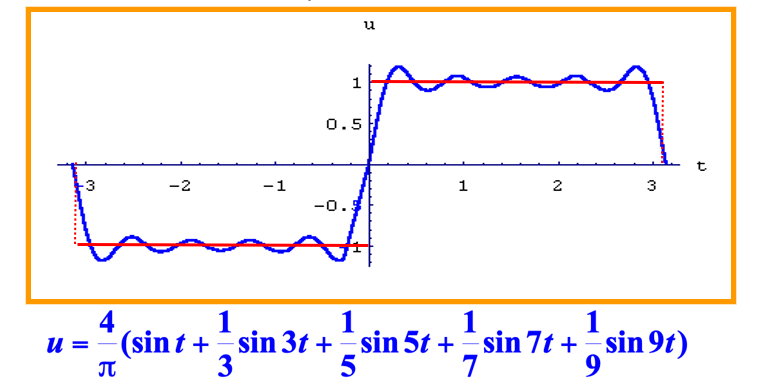 u
1
0.5
t
-3 -2 -1 1 2 3
-0.5
-1
u = 4/π (sin t + 1/3 sin 3t + 1/5 sin 5t + 1/7 sin 7t + 1/9 sin 9t)